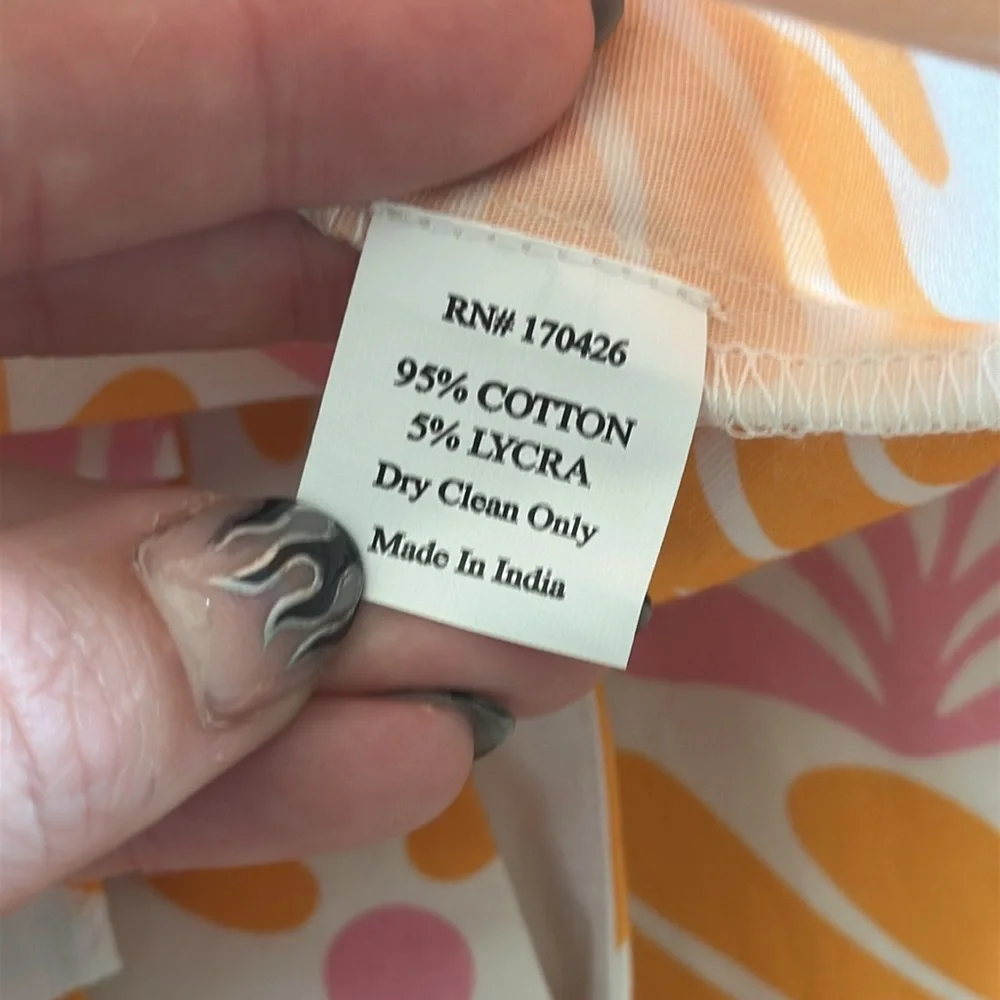 RN# 170426
95% COTTON
5% LYCRA
Dry Clean Only
Made In India